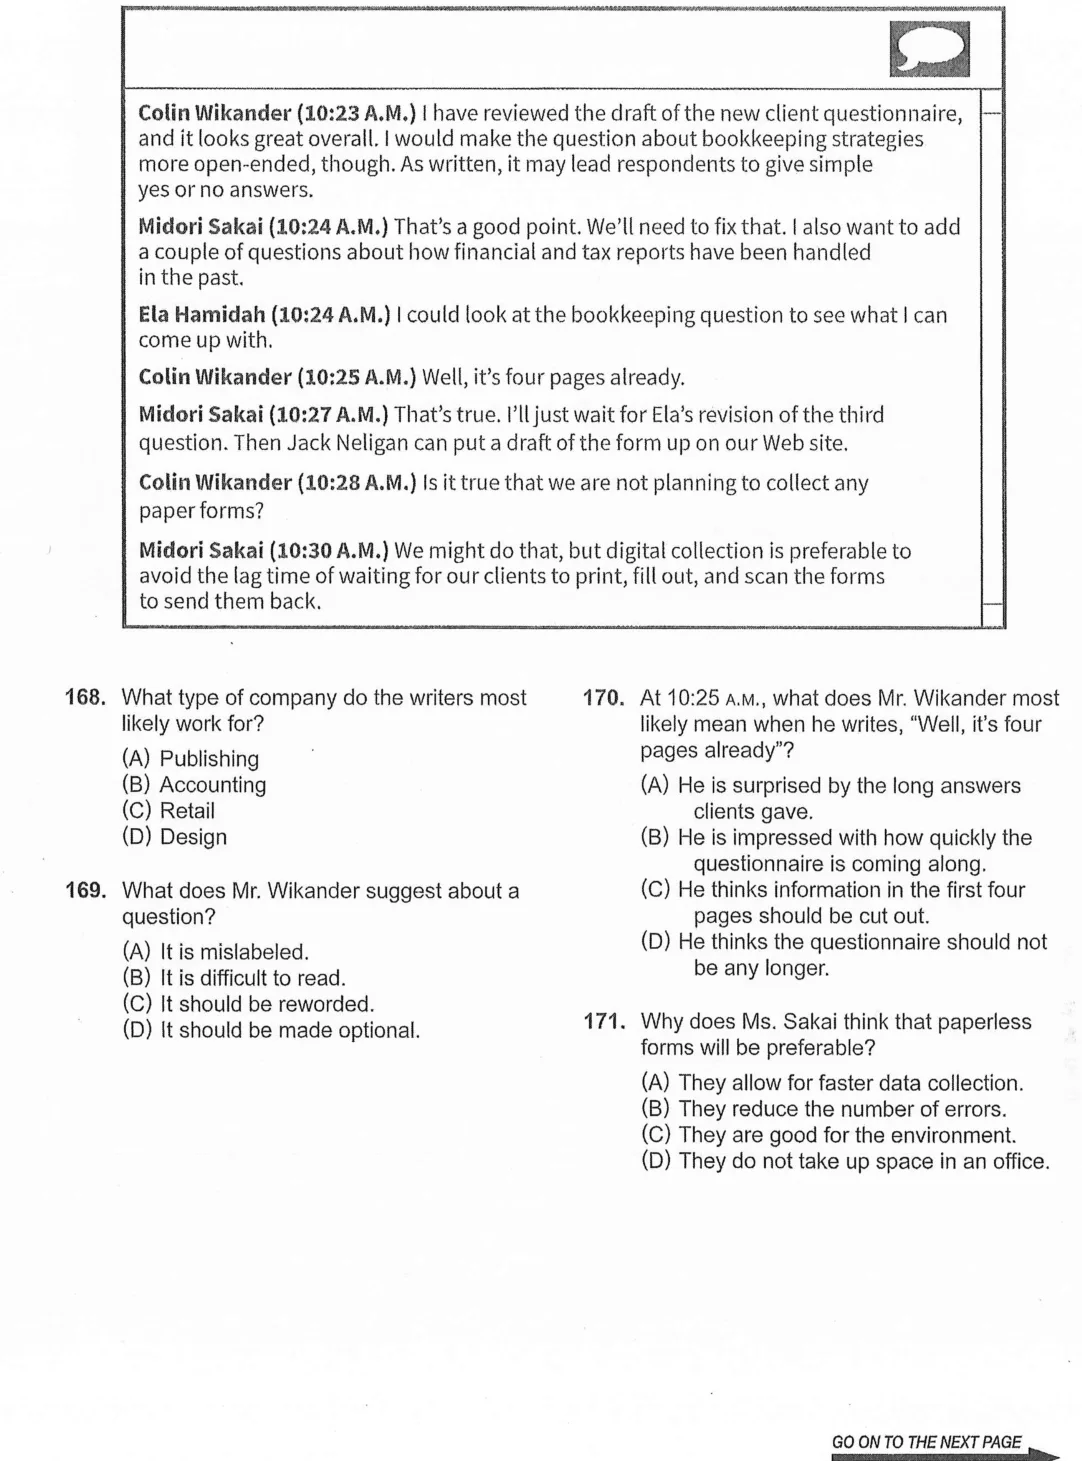 Colin Wikander (10:23 A.M.) I have reviewed the draft of the new client questionnaire,
and it looks great overall. I would make the question about bookkeeping strategies
more open-ended, though. As written, it may lead respondents to give simple
yes or no answers.
Midori Sakai (10:24 A.M.) That's a good point. We'll need to fix that. I also want to add
a couple of questions about how financial and tax reports have been handled
in the past.
Ela Hamidah (10:24 A.M.) I could look at the bookkeeping question to see what I can
come up with.
Colin Wikander (10:25 A.M.) Well, it's four pages already.
Midori Sakai (10:27 A.M.) That's true. I'll just wait for Ela's revision of the third
question. Then Jack Neligan can put a draft of the form up on our Web site.
Colin Wikander (10:28 A.M.) Is it true that we are not planning to collect any
paper forms?
Midori Sakai (10:30 A.M.) We might do that, but digital collection is preferable to
avoid the lag time of waiting for our clients to print, fill out, and scan the forms
to send them back.
168. What type of company do the writers most
likely work for?
(A) Publishing
(B) Accounting
(C) Retail
(D) Design
169. What does Mr. Wikander suggest about a
question?
(A) It is mislabeled.
(B) It is difficult to read.
(C) It should be reworded.
(D) It should be made optional.
170. At 10:25 A.M., what does Mr. Wikander most
likely mean when he writes, "Well, it's four
pages already"?
(A) He is surprised by the long answers
clients gave.
(B) He is impressed with how quickly the
questionnaire is coming along.
(C) He thinks information in the first four
pages should be cut out.
(D) He thinks the questionnaire should not
be any longer.
171. Why does Ms. Sakai think that paperless
forms will be preferable?
(A) They allow for faster data collection.
(B) They reduce the number of errors.
(C) They are good for the environment.
(D) They do not take up space in an office.
GO ON TO THE NEXT PAGE